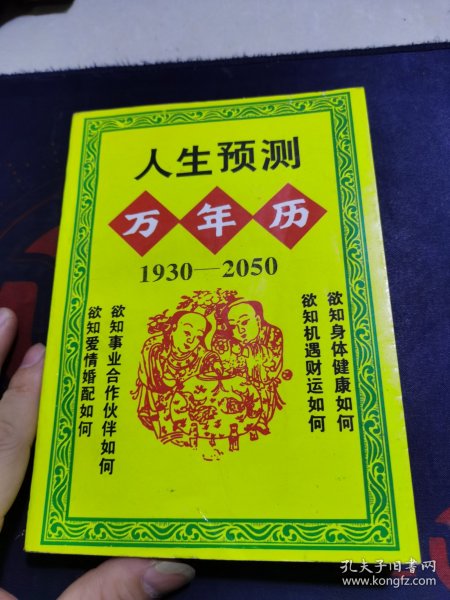 人生预测
万年历
1930—2050
欲知身体健康如何
欲知机遇财运如何
欲知事业合作伙伴如何
欲知爱情婚配如何
孔夫子旧书网
www.kongfz.com